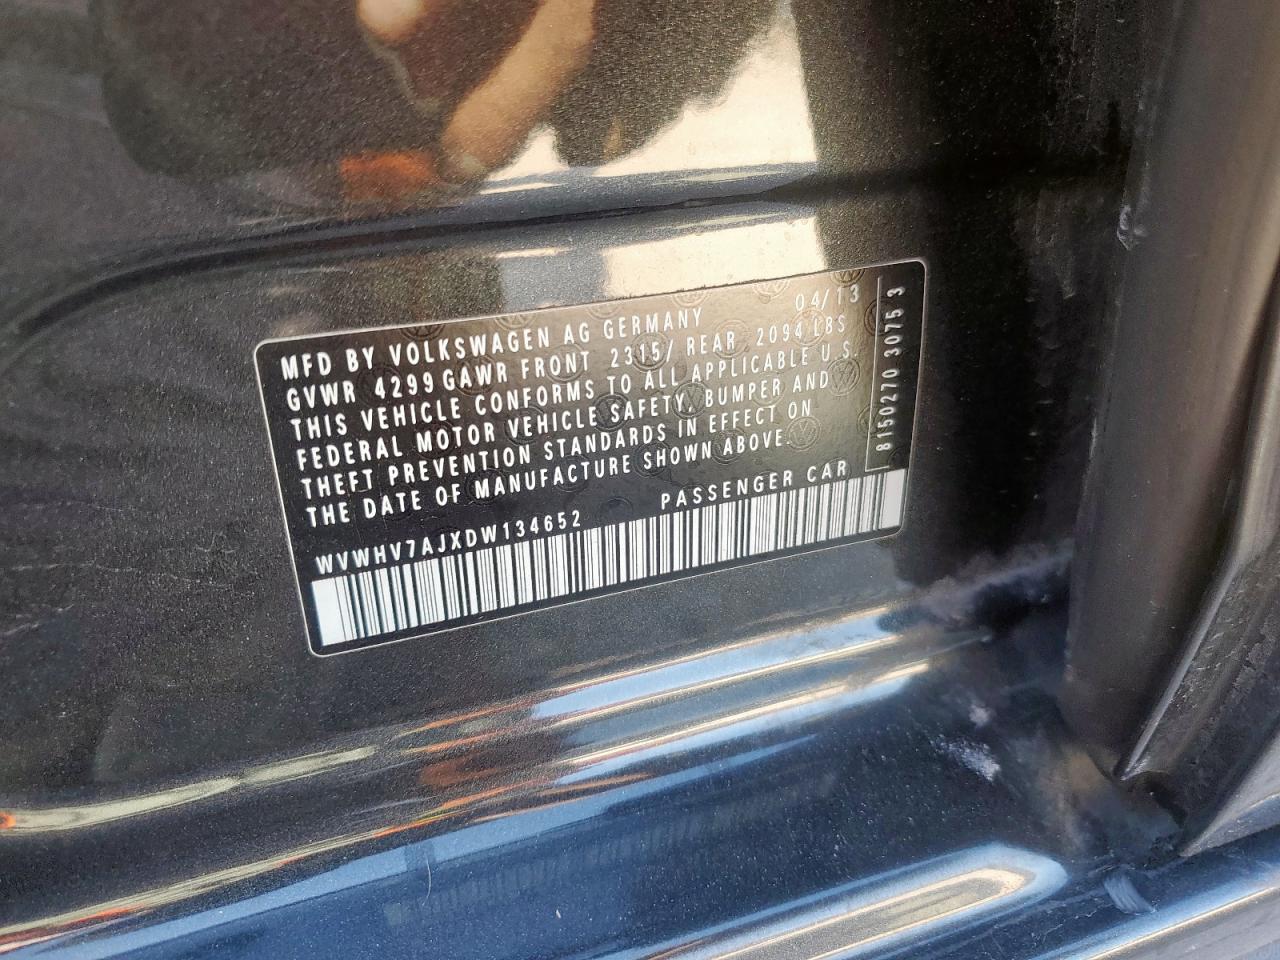 MFD BY VOLKSWAGEN AG GERMANY 04/13
GVWR 4299 GAWR FRONT 2315/ REAR 2094 LBS
THIS VEHICLE CONFORMS TO ALL APPLICABLE U.S.
FEDERAL MOTOR VEHICLE SAFETY, BUMPER AND
THEFT PREVENTION STANDARDS IN EFFECT ON
THE DATE OF MANUFACTURE SHOWN ABOVE.
WVWHV7AJXDW134652 PASSENGER CAR
8150270 3075 3